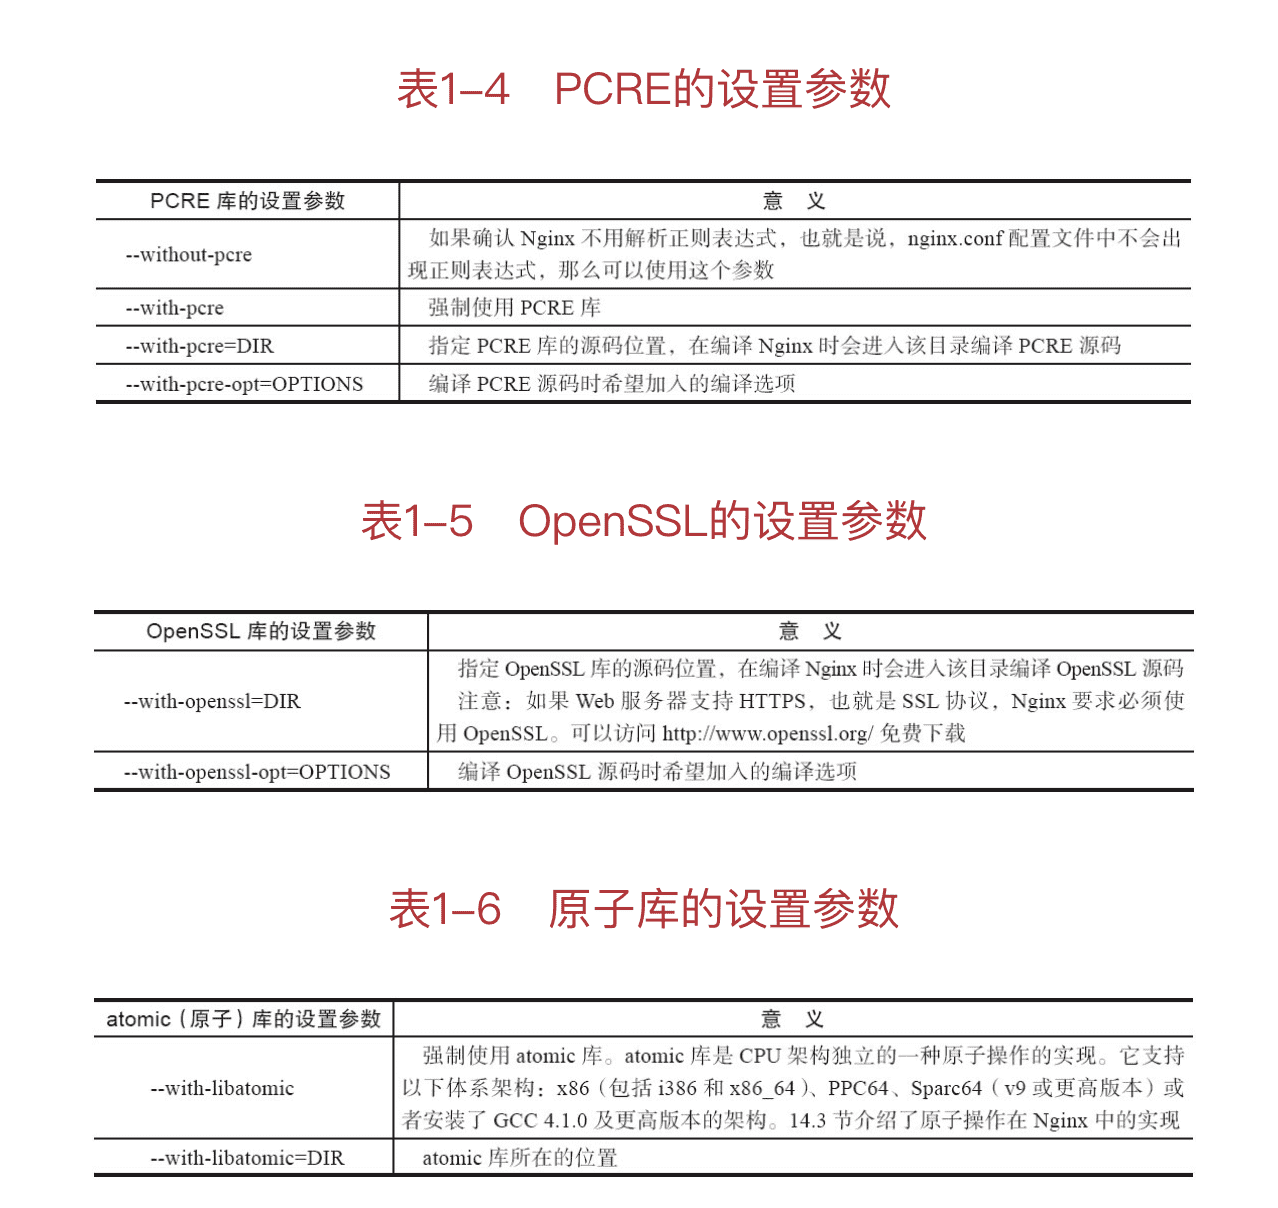 表1-4 PCRE的设置参数
PCRE 库的设置参数
意 义
--without-pcre
如果确认 Nginx 不用解析正则表达式，也就是说，nginx.conf 配置文件中不会出
现正则表达式，那么可以使用这个参数
--with-pcre
强制使用 PCRE 库
--with-pcre=DIR
指定 PCRE 库的源码位置，在编译 Nginx 时会进入该目录编译 PCRE 源码
--with-pcre-opt=OPTIONS
编译 PCRE 源码时希望加入的编译选项
表1-5 OpenSSL的设置参数
OpenSSL 库的设置参数
意 义
--with-openssl=DIR
指定 OpenSSL 库的源码位置，在编译 Nginx 时会进入该目录编译 OpenSSL 源码
注意：如果 Web 服务器支持 HTTPS，也就是 SSL 协议，Nginx 要求必须使
用 OpenSSL。可以访问 http://www.openssl.org/ 免费下载
--with-openssl-opt=OPTIONS
编译 OpenSSL 源码时希望加入的编译选项
表1-6 原子库的设置参数
atomic（原子）库的设置参数
意 义
--with-libatomic
强制使用 atomic 库。atomic 库是 CPU 架构独立的一种原子操作的实现。它支持
以下体系架构：x86（包括 i386 和 x86_64）、PPC64、Sparc64（v9 或更高版本）或
者安装了 GCC 4.1.0 及更高版本的架构。14.3 节介绍了原子操作在 Nginx 中的实现
--with-libatomic=DIR
atomic 库所在的位置